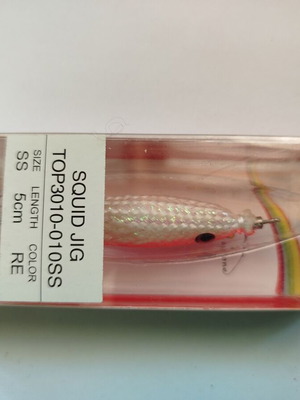 SQUID JIG
TOP3010-010SS
SIZE LENGTH COLOR
SS 5cm RE